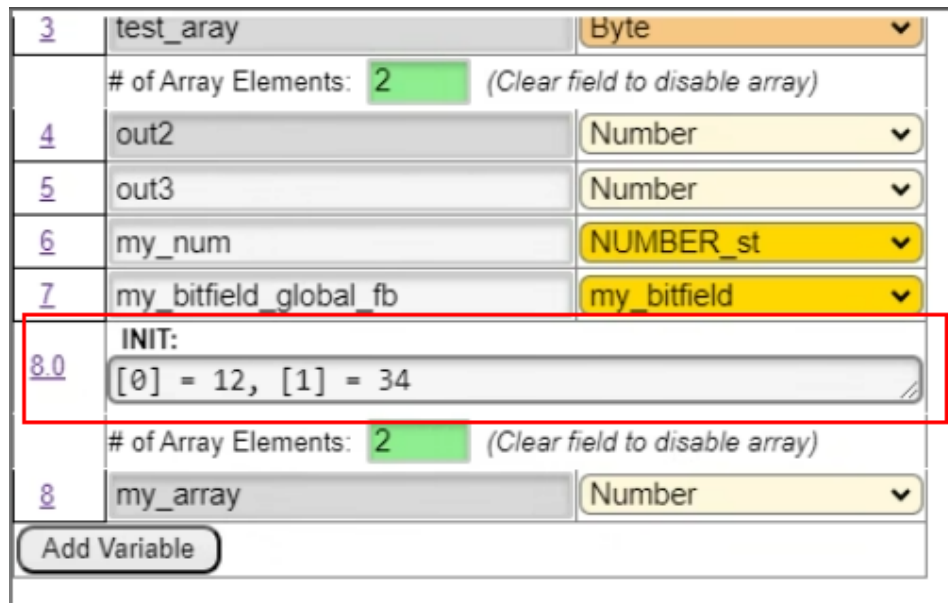 3 test_aray Byte
# of Array Elements: 2 (Clear field to disable array)
4 out2 Number
5 out3 Number
6 my_num NUMBER_st
7 my_bitfield_global_fb my_bitfield
INIT:
8.0 [0] = 12, [1] = 34
# of Array Elements: 2 (Clear field to disable array)
8 my_array Number
Add Variable